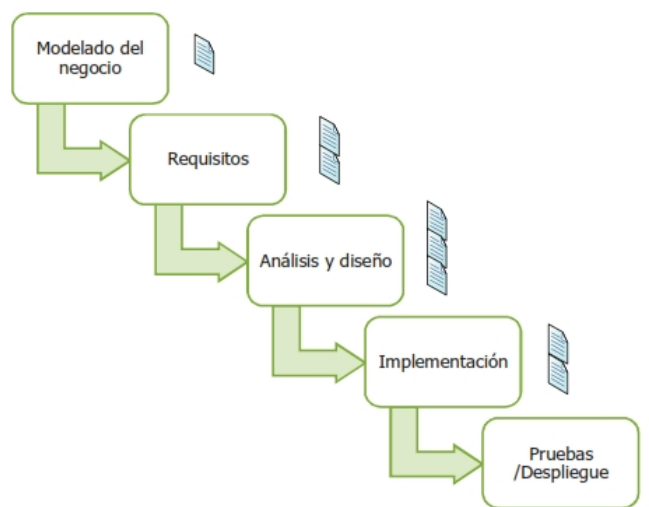 Modelado del
negocio
Requisitos
Análisis y diseño
Implementación
Pruebas
/Despliegue